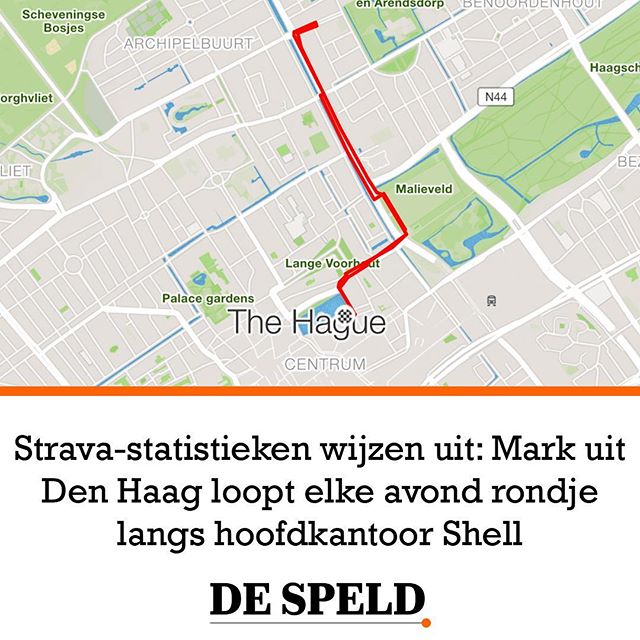 Scheveningse
Bosjes
en Arendsdorp
BENOORDENHOUT
ARCHIPELBUURT
Haagsch
N44
orghvliet
LIET
BEZ
Malieveld
Lange Voorhout
Palace gardens
The Hague
CENTRUM
Strava-statistieken wijzen uit: Mark uit
Den Haag loopt elke avond rondje
langs hoofdkantoor Shell
DE SPELD.